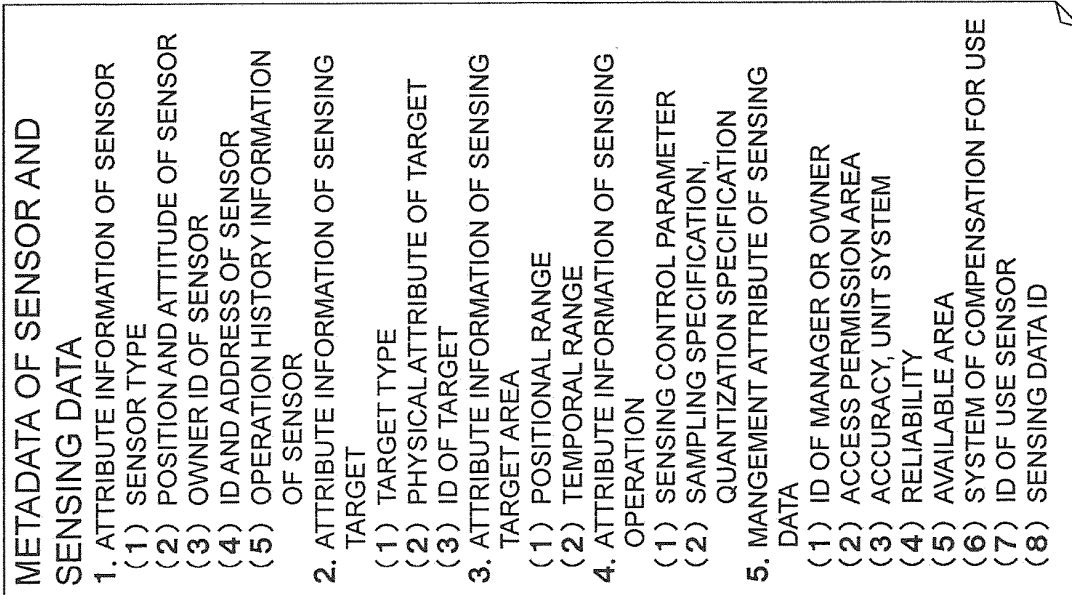 METADATA OF SENSOR AND
SENSING DATA
1. ATTRIBUTE INFORMATION OF SENSOR
(1) SENSOR TYPE
(2) POSITION AND ATTITUDE OF SENSOR
(3) OWNER ID OF SENSOR
(4) ID AND ADDRESS OF SENSOR
(5) OPERATION HISTORY INFORMATION
OF SENSOR
2. ATTRIBUTE INFORMATION OF SENSING
TARGET
(1) TARGET TYPE
(2) PHYSICAL ATTRIBUTE OF TARGET
(3) ID OF TARGET
3. ATTRIBUTE INFORMATION OF SENSING
TARGET AREA
(1) POSITIONAL RANGE
(2) TEMPORAL RANGE
4. ATTRIBUTE INFORMATION OF SENSING
OPERATION
(1) SENSING CONTROL PARAMETER
(2) SAMPLING SPECIFICATION,
QUANTIZATION SPECIFICATION
5. MANGEMENT ATTRIBUTE OF SENSING
DATA
(1) ID OF MANAGER OR OWNER
(2) ACCESS PERMISSION AREA
(3) ACCURACY, UNIT SYSTEM
(4) RELIABILITY
(5) AVAILABLE AREA
(6) SYSTEM OF COMPENSATION FOR USE
(7) ID OF USE SENSOR
(8) SENSING DATA ID